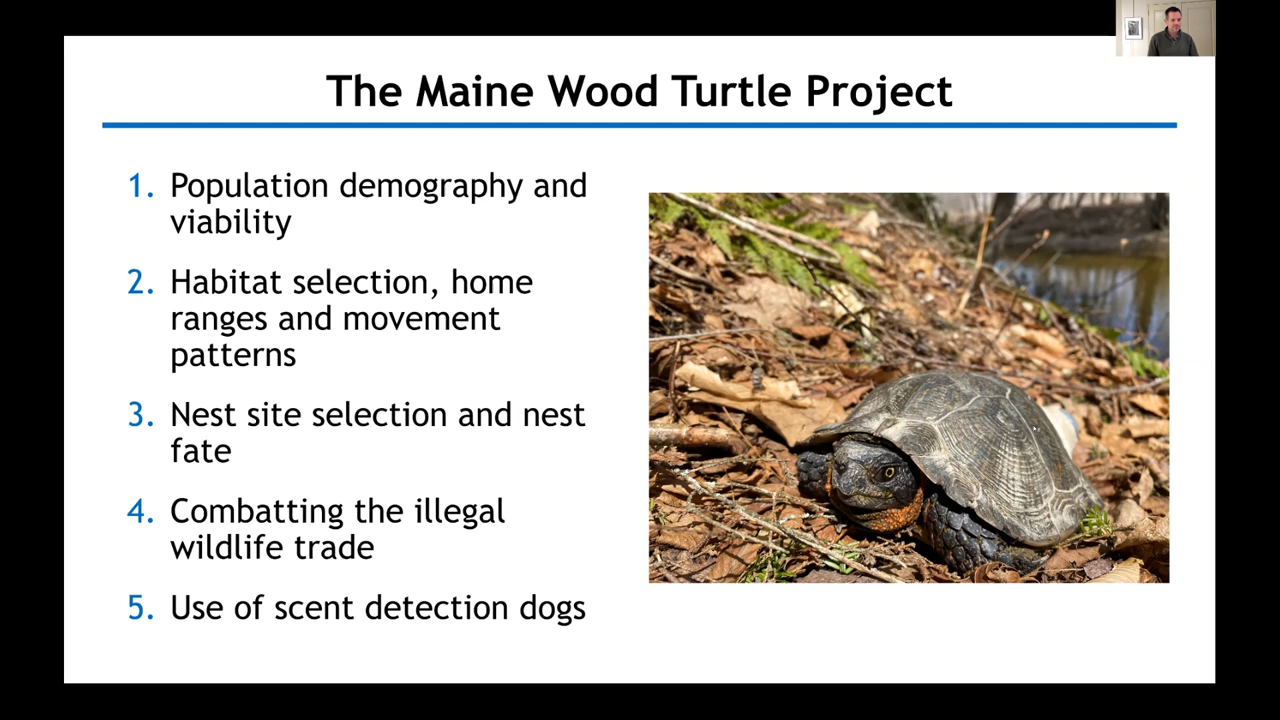 The Maine Wood Turtle Project
1. Population demography and
viability
2. Habitat selection, home
ranges and movement
patterns
3. Nest site selection and nest
fate
4. Combatting the illegal
wildlife trade
5. Use of scent detection dogs